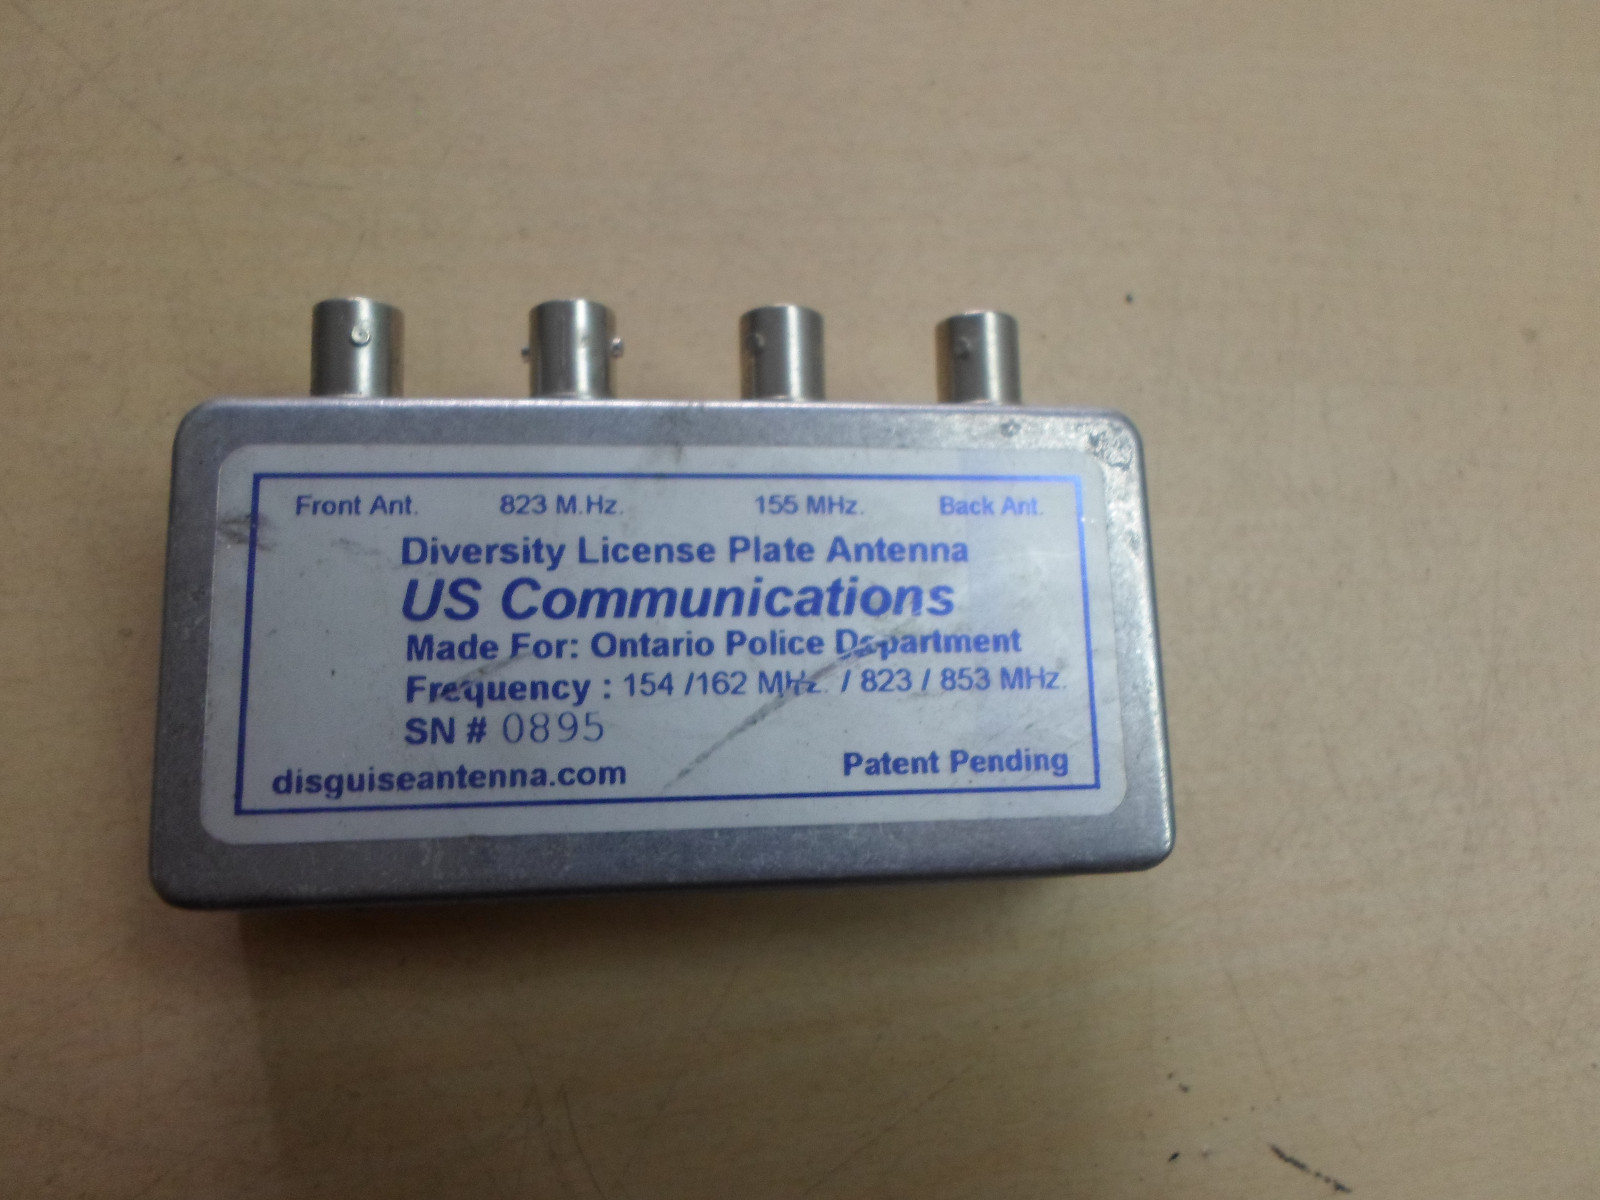 Front Ant. 823 M.Hz. 155 MHz. Back Ant.
Diversity License Plate Antenna
US Communications
Made For: Ontario Police Department
Frequency : 154 /162 MHz. / 823 / 853 MHz.
SN # 0895
disguiseantenna.com Patent Pending